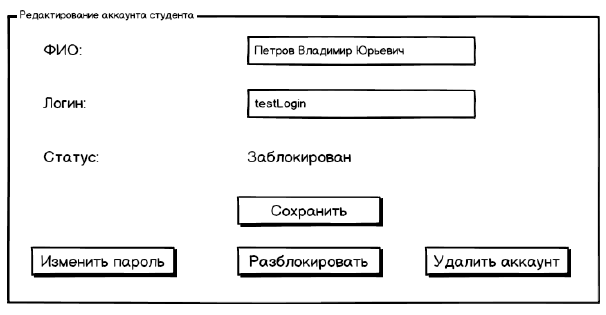 Редактирование аккаунта студента
ФИО: Петров Владимир Юрьевич
Логин: testLogin
Статус: Заблокирован
Сохранить
Изменить пароль Разблокировать Удалить аккаунт